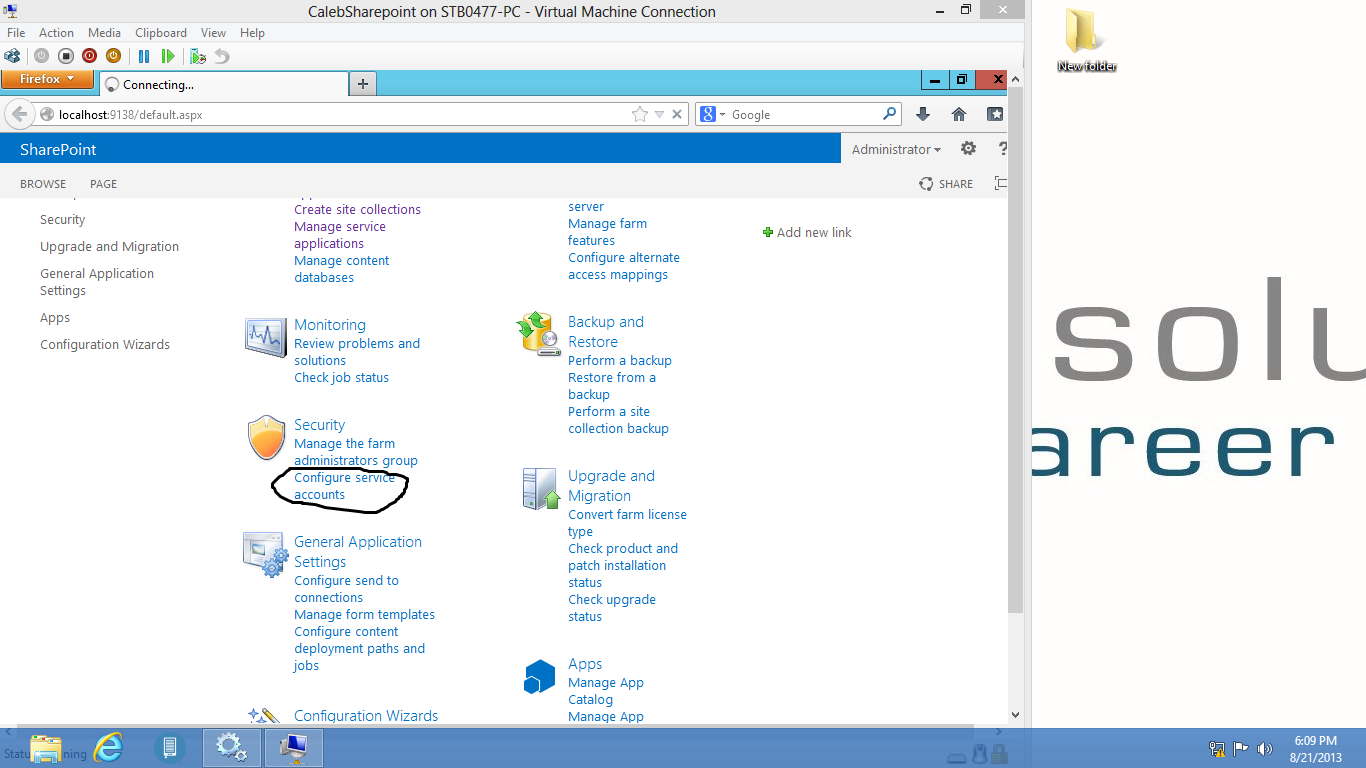 CalebSharepoint on STB0477-PC - Virtual Machine Connection
File Action Media Clipboard View Help
Firefox
Connecting...
localhost:9138/default.aspx
Google
SharePoint
Administrator
?
BROWSE PAGE
SHARE
Security
Upgrade and Migration
General Application
Settings
Apps
Configuration Wizards
Create site collections
Manage service
applications
Manage content
databases
Monitoring
Review problems and
solutions
Check job status
Security
Manage the farm
administrators group
Configure service
accounts
General Application
Settings
Configure send to
connections
Manage form templates
Configure content
deployment paths and
jobs
Configuration Wizards
server
Manage farm
features
Configure alternate
access mappings
Backup and
Restore
Perform a backup
Restore from a
backup
Perform a site
collection backup
Upgrade and
Migration
Convert farm license
type
Check product and
patch installation
status
Check upgrade
status
Apps
Manage App
Catalog
Manage App
Add new link
New folder
solu
areer
6:09 PM
8/21/2013